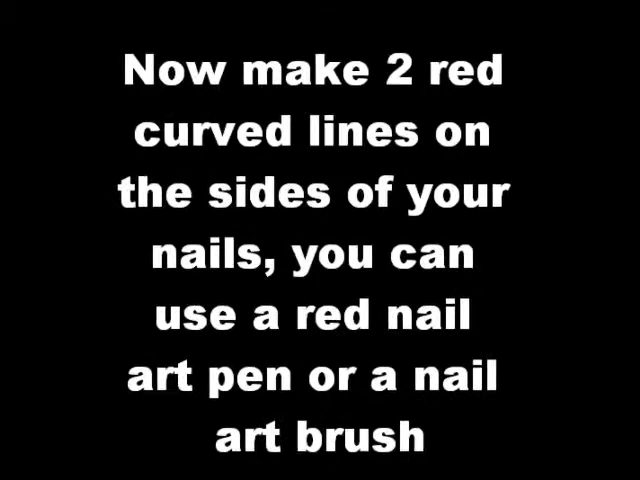 Now make 2 red
curved lines on
the sides of your
nails, you can
use a red nail
art pen or a nail
art brush